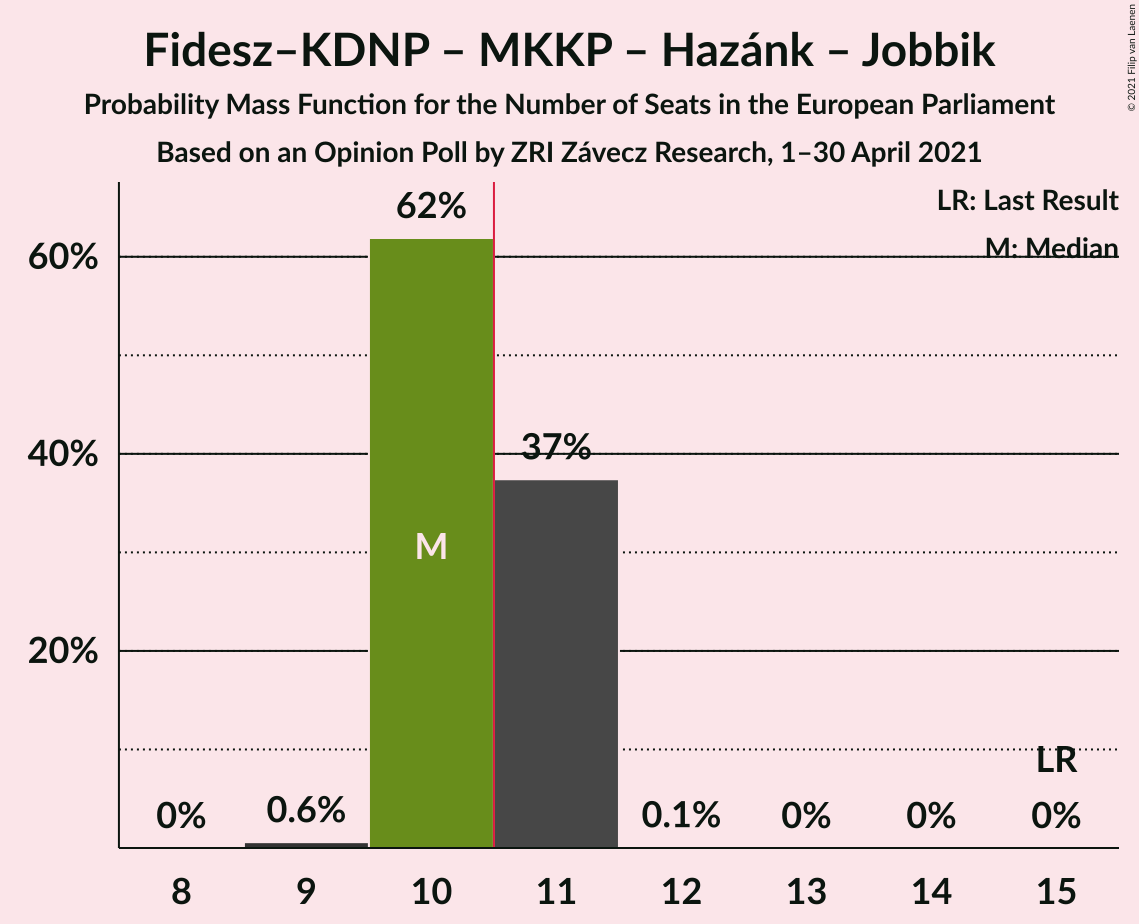 Fidesz–KDNP – MKKP – Hazánk – Jobbik
Probability Mass Function for the Number of Seats in the European Parliament
Based on an Opinion Poll by ZRI Závecz Research, 1–30 April 2021
© 2021 Filip van Laenen
LR: Last Result
M: Median
60%
40%
20%
62%
37%
M
LR
0%
0.6%
0.1%
0%
0%
0%
8 9 10 11 12 13 14 15